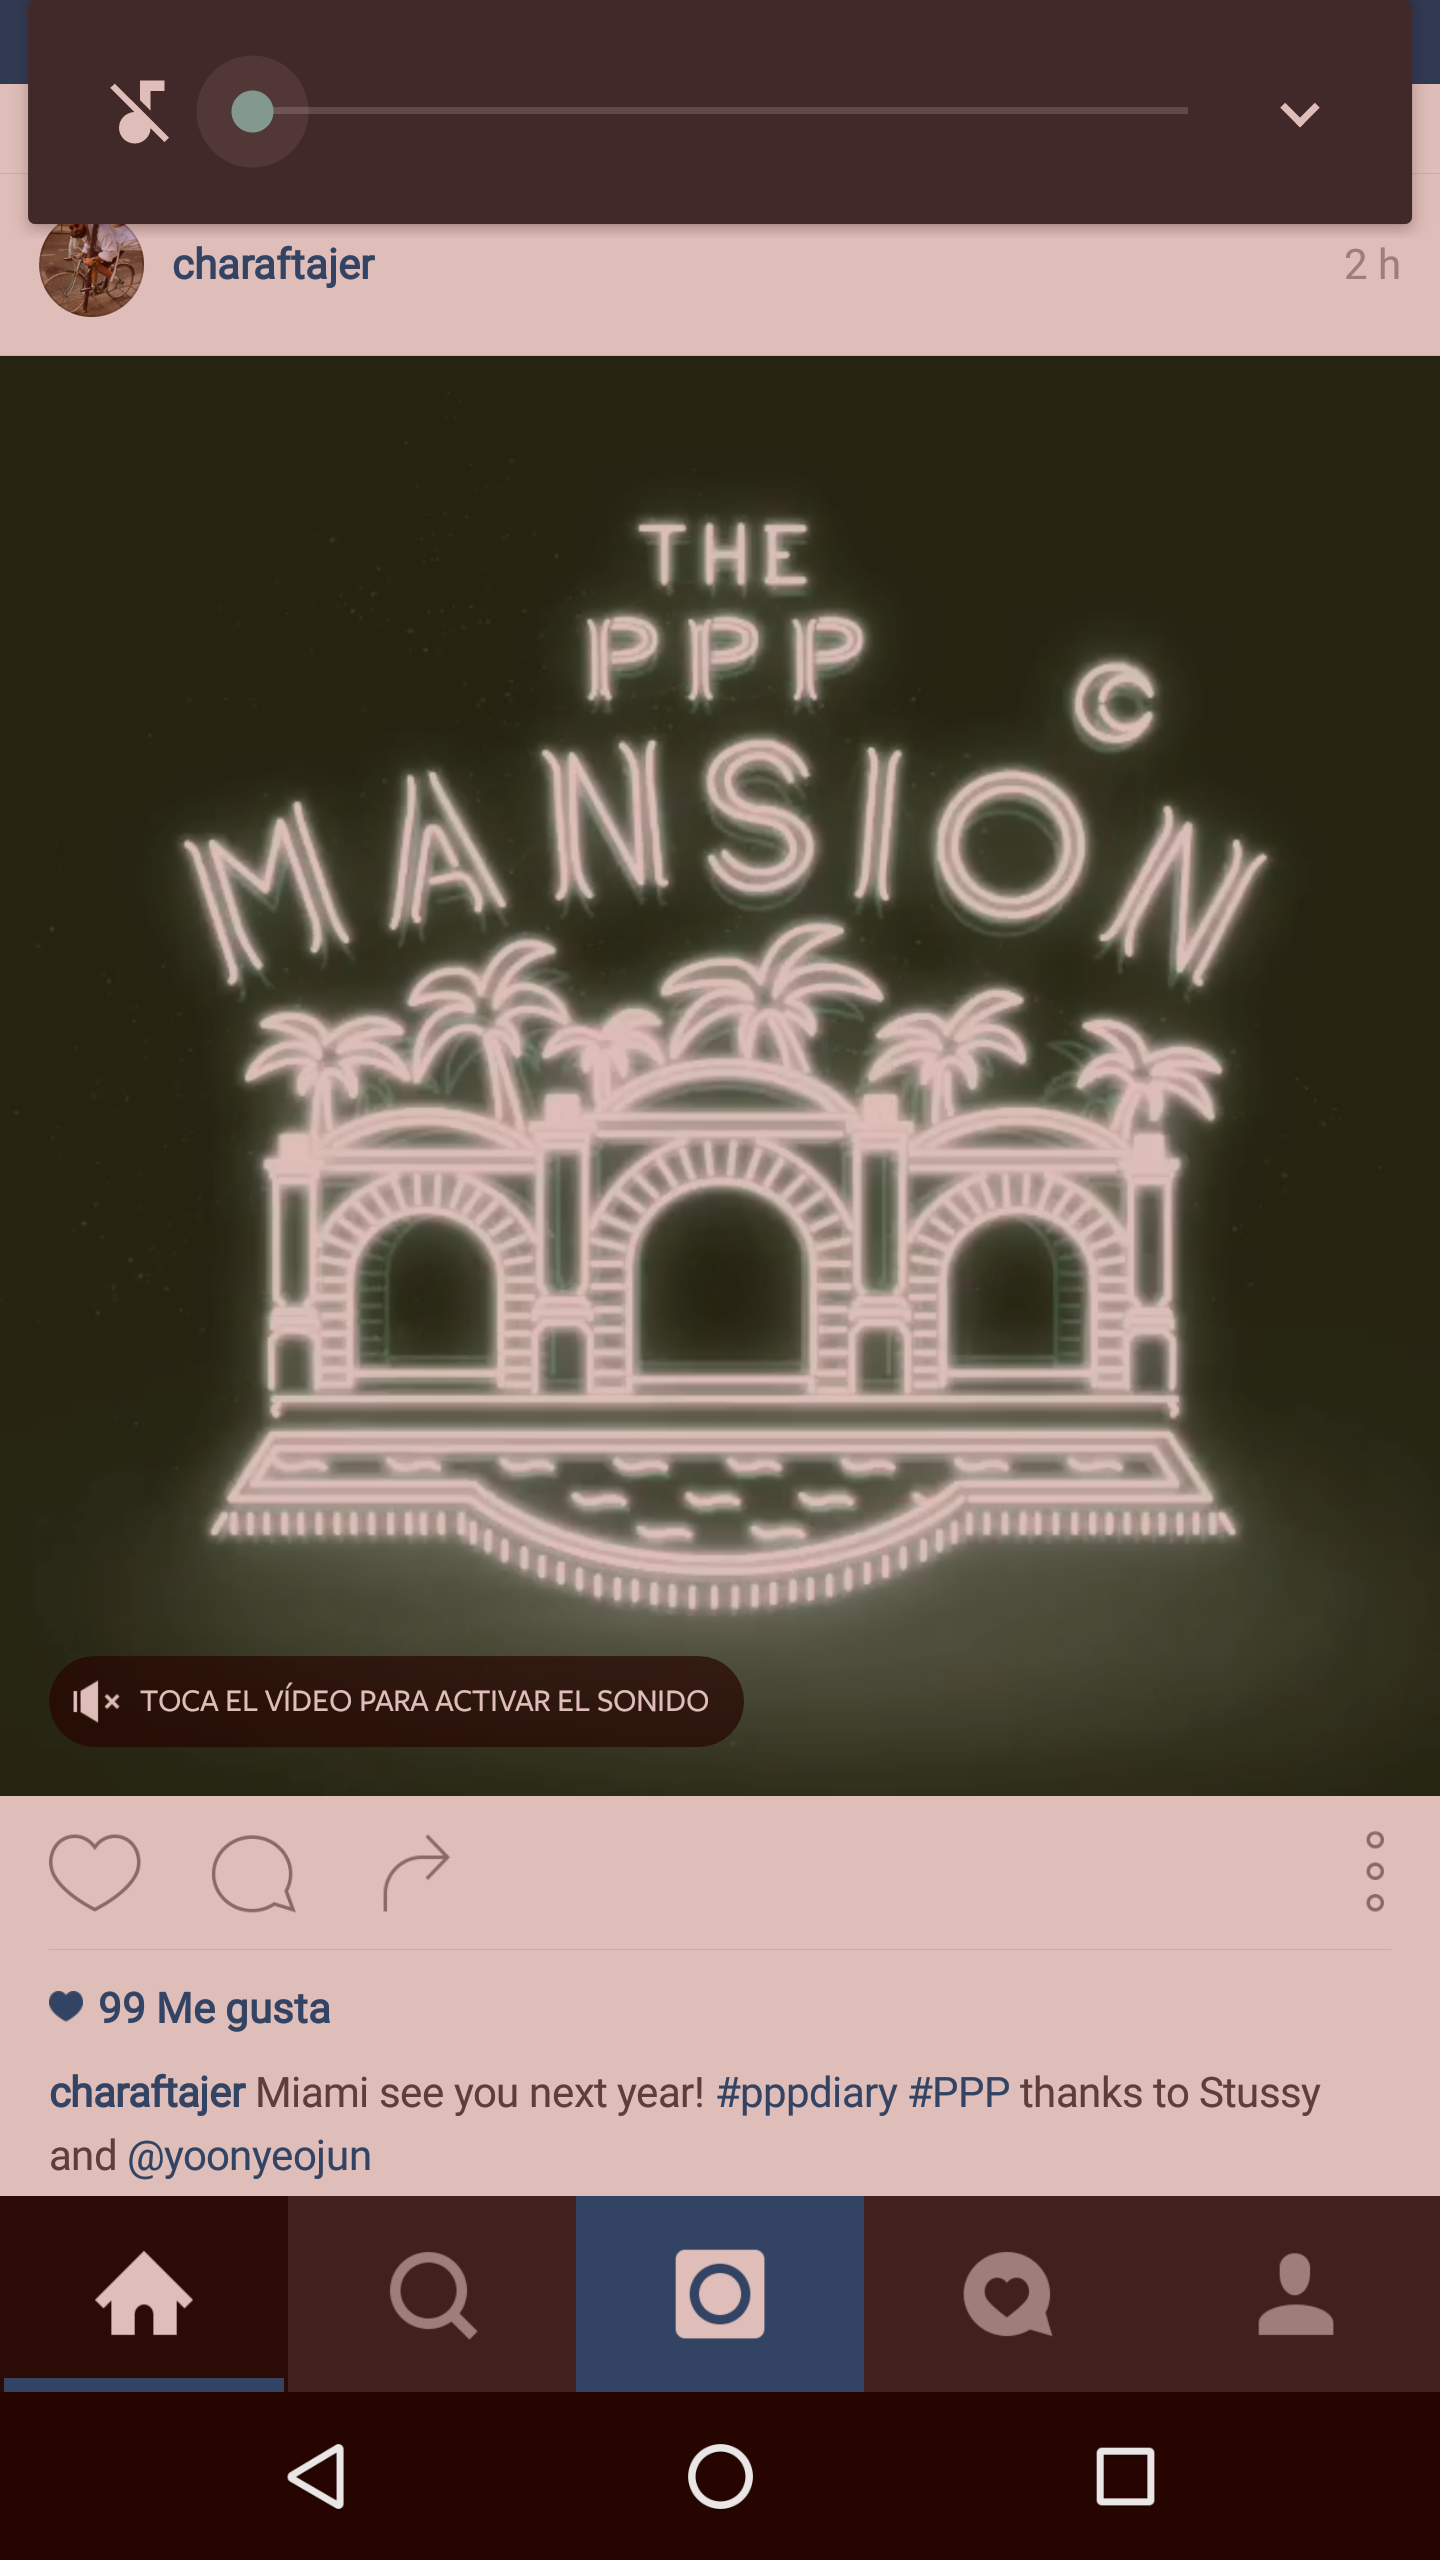 charaftajer
2 h
THE
PPP
©
MANSION
TOCA EL VÍDEO PARA ACTIVAR EL SONIDO
99 Me gusta
charaftajer Miami see you next year! #pppdiary #PPP thanks to Stussy
and @yoonyeojun